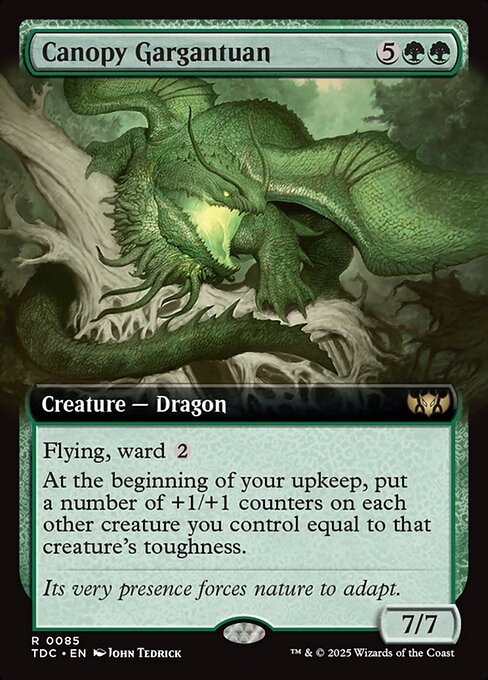 Canopy Gargantuan 5
Creature — Dragon
Flying, ward 2
At the beginning of your upkeep, put
a number of +1/+1 counters on each
other creature you control equal to that
creature's toughness.
Its very presence forces nature to adapt.
7/7
R 0085
TDC • EN John Tedrick
™ & © 2025 Wizards of the Coast